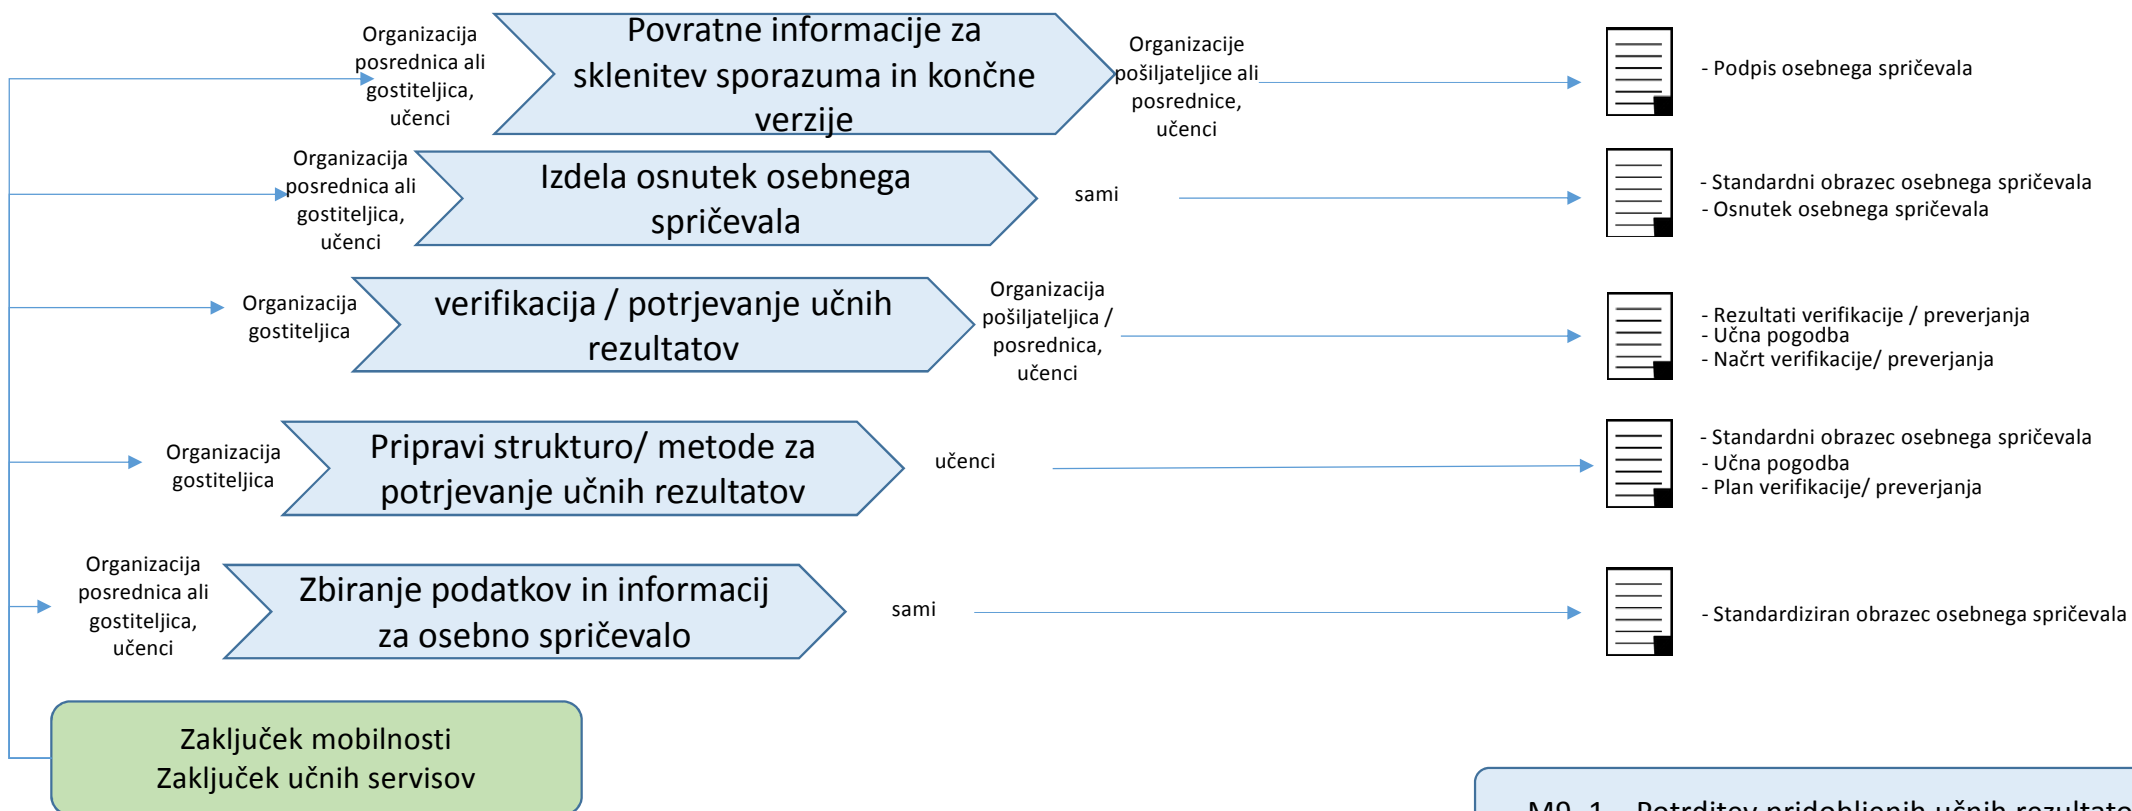 Organizacija
posrednica ali
gostiteljica,
učenci
Povratne informacije za
sklenitev sporazuma in končne
verzije
Organizacije
pošiljateljice ali
posrednice,
učenci
- Podpis osebnega spričevala
Organizacija
posrednica ali
gostiteljica,
učenci
Izdela osnutek osebnega
spričevala
sami
- Standardni obrazec osebnega spričevala
- Osnutek osebnega spričevala
Organizacija
gostiteljica
verifikacija / potrjevanje učnih
rezultatov
Organizacija
pošiljateljica /
posrednica,
učenci
- Rezultati verifikacije / preverjanja
- Učna pogodba
- Načrt verifikacije/ preverjanja
Organizacija
gostiteljica
Pripravi strukturo/ metode za
potrjevanje učnih rezultatov
učenci
- Standardni obrazec osebnega spričevala
- Učna pogodba
- Plan verifikacije/ preverjanja
Organizacija
posrednica ali
gostiteljica,
učenci
Zbiranje podatkov in informacij
za osebno spričevalo
sami
- Standardiziran obrazec osebnega spričevala
Zaključek mobilnosti
Zaključek učnih servisov
pridobljenih učnih